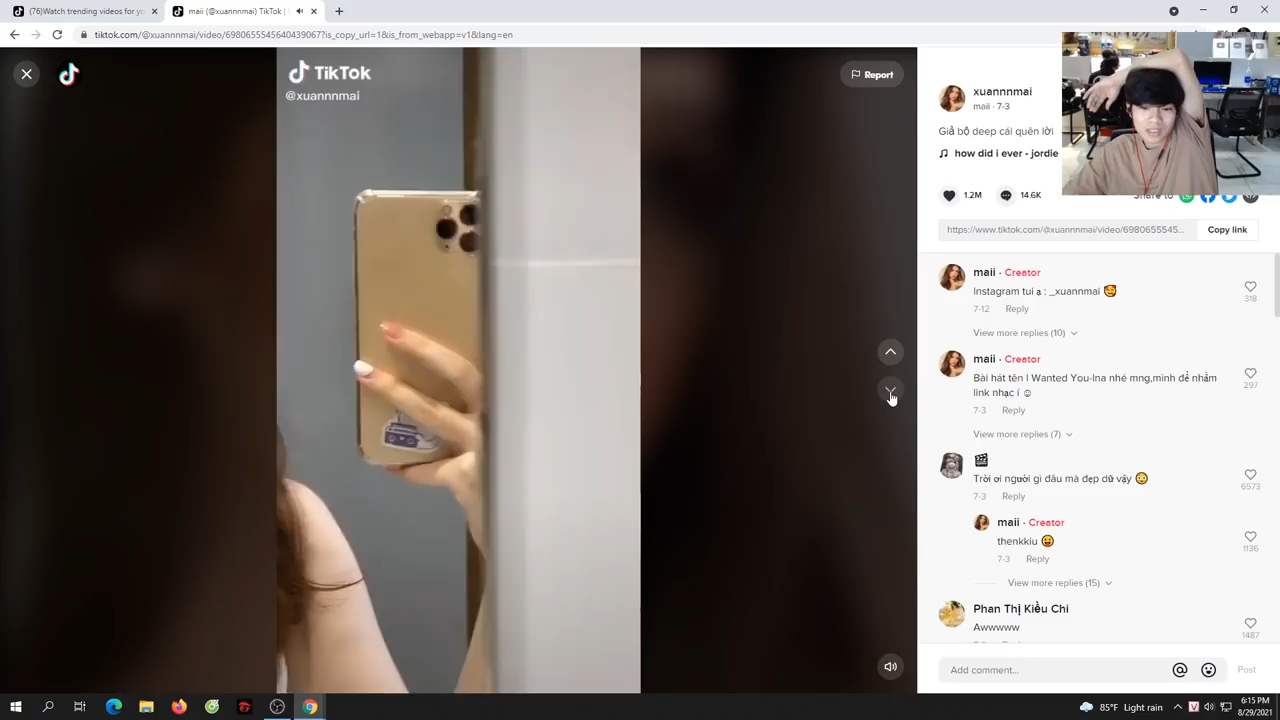 (76)Watch trending videos for yo
maii (@xuannnmai) TikTok |
tiktok.com/@xuannnmai/video/6980655545640439067?is_copy_url=1&is_from_webapp=v1&lang=en
TikTok
@xuannnmai
Report
xuannnmai
maii · 7-3
Giả bộ deep cái quên lời
how did i ever - jordie
1.2M
14.6K
Share to
https://www.tiktok.com/@xuannnmai/video/6980655545...
Copy link
maii · Creator
Instagram tui ạ : _xuannmai 🥰
318
7-12 Reply
View more replies (10)
maii · Creator
Bài hát tên I Wanted You-Ina nhé mng,mình để nhầm
link nhạc í ☺
297
7-3 Reply
View more replies (7)
🎬
Trời ơi người gì đâu mà đẹp dữ vậy 😳
6573
7-3 Reply
maii · Creator
thenkkiu 😛
1136
7-3 Reply
View more replies (15)
Phan Thị Kiều Chi
Awwwww
1487
Add comment...
Post
85°F Light rain
6:15 PM
8/29/2021